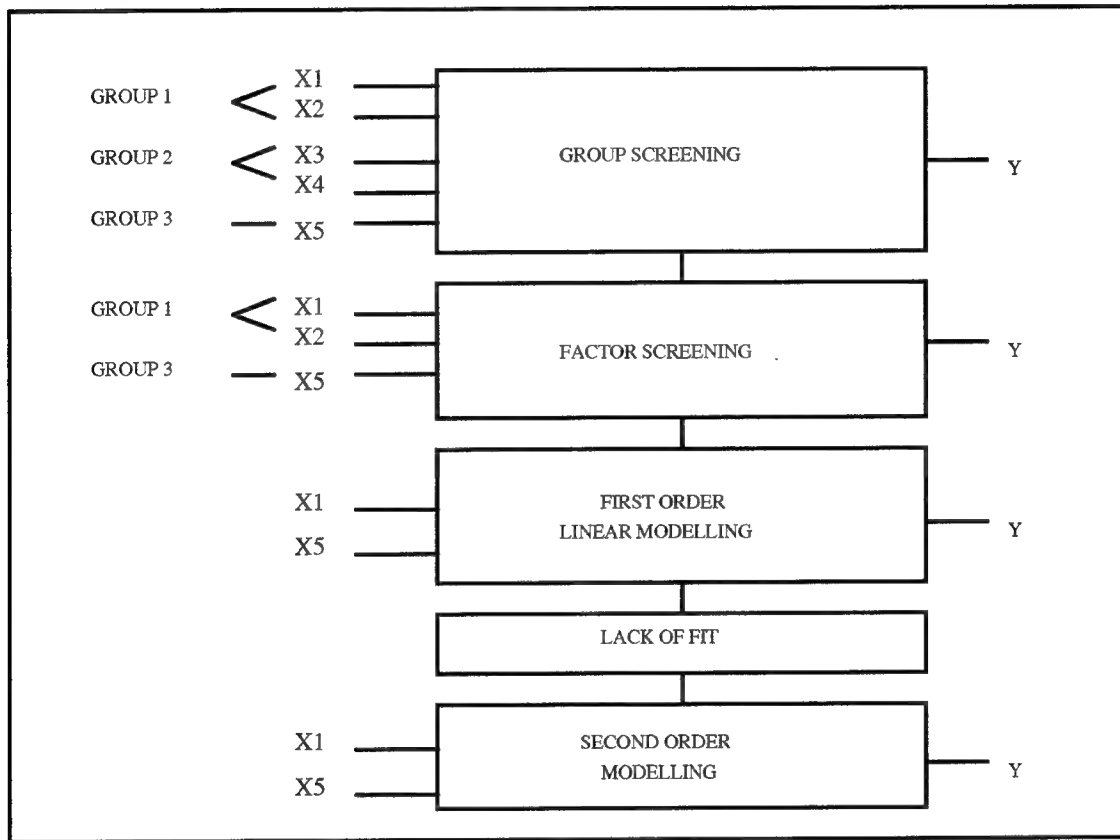 GROUP 1
X1
X2
GROUP 2
X3
X4
GROUP 3
X5
GROUP SCREENING
Y
GROUP 1
X1
X2
GROUP 3
X5
FACTOR SCREENING
Y
X1
X5
FIRST ORDER
LINEAR MODELLING
Y
LACK OF FIT
X1
X5
SECOND ORDER
MODELLING
Y